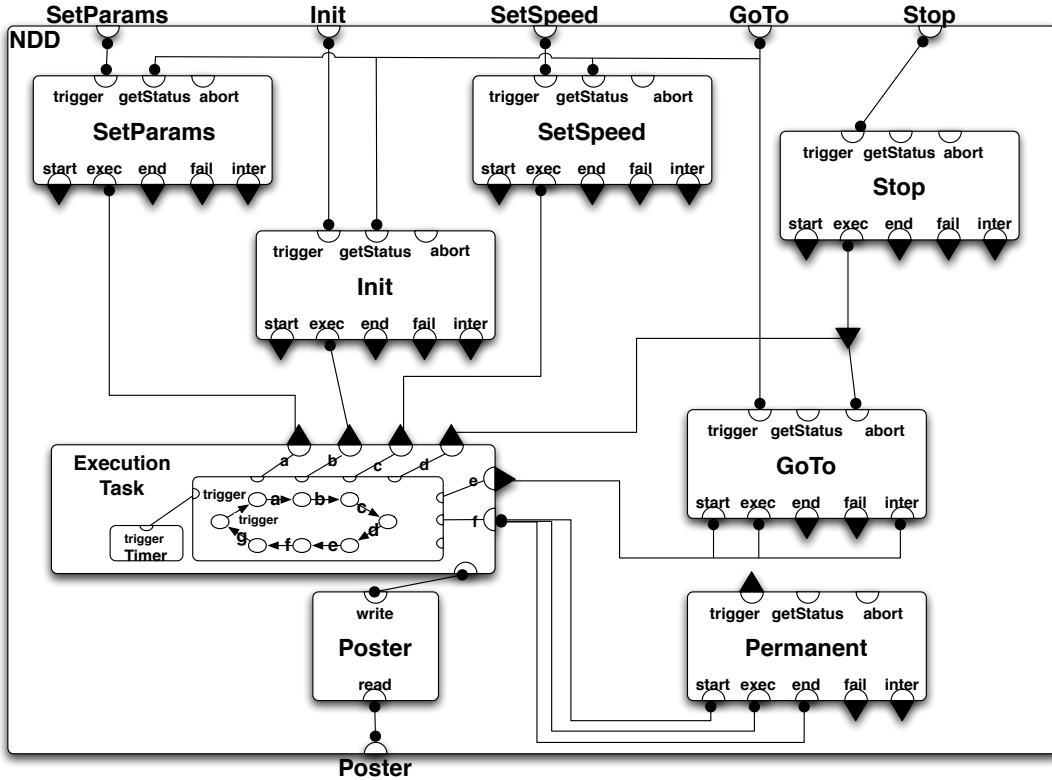 SetParams Init SetSpeed GoTo Stop
NDD
trigger getStatus abort
SetParams
start exec end fail inter
trigger getStatus abort
SetSpeed
start exec end fail inter
trigger getStatus abort
Stop
start exec end fail inter
trigger getStatus abort
Init
start exec end fail inter
trigger getStatus abort
GoTo
start exec end fail inter
Execution
Task
a b c d
e
f
trigger
a b c
trigger
d
g f e
trigger
Timer
write
Poster
read
trigger getStatus abort
Permanent
start exec end fail inter
Poster